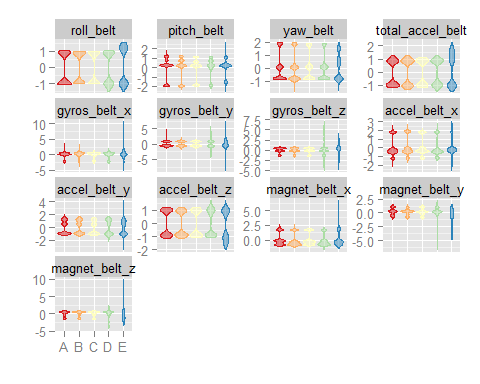 roll_belt pitch_belt yaw_belt total_accel_belt
1 0 -1 2 1 0 -1 -2 2 1 0 -1 2 1 0 -1
gyros_belt_x gyros_belt_y gyros_belt_z accel_belt_x
10 5 0 -5 5 0 -5 7.5 5.0 2.5 0.0 -2.5 -5.0 3 2 1 0 -1 -2
accel_belt_y accel_belt_z magnet_belt_x magnet_belt_y
4 2 0 -2 1 0 -1 -2 5.0 2.5 0.0 2.5 0.0 -2.5 -5.0
magnet_belt_z
10 5 0 -5
A B C D E